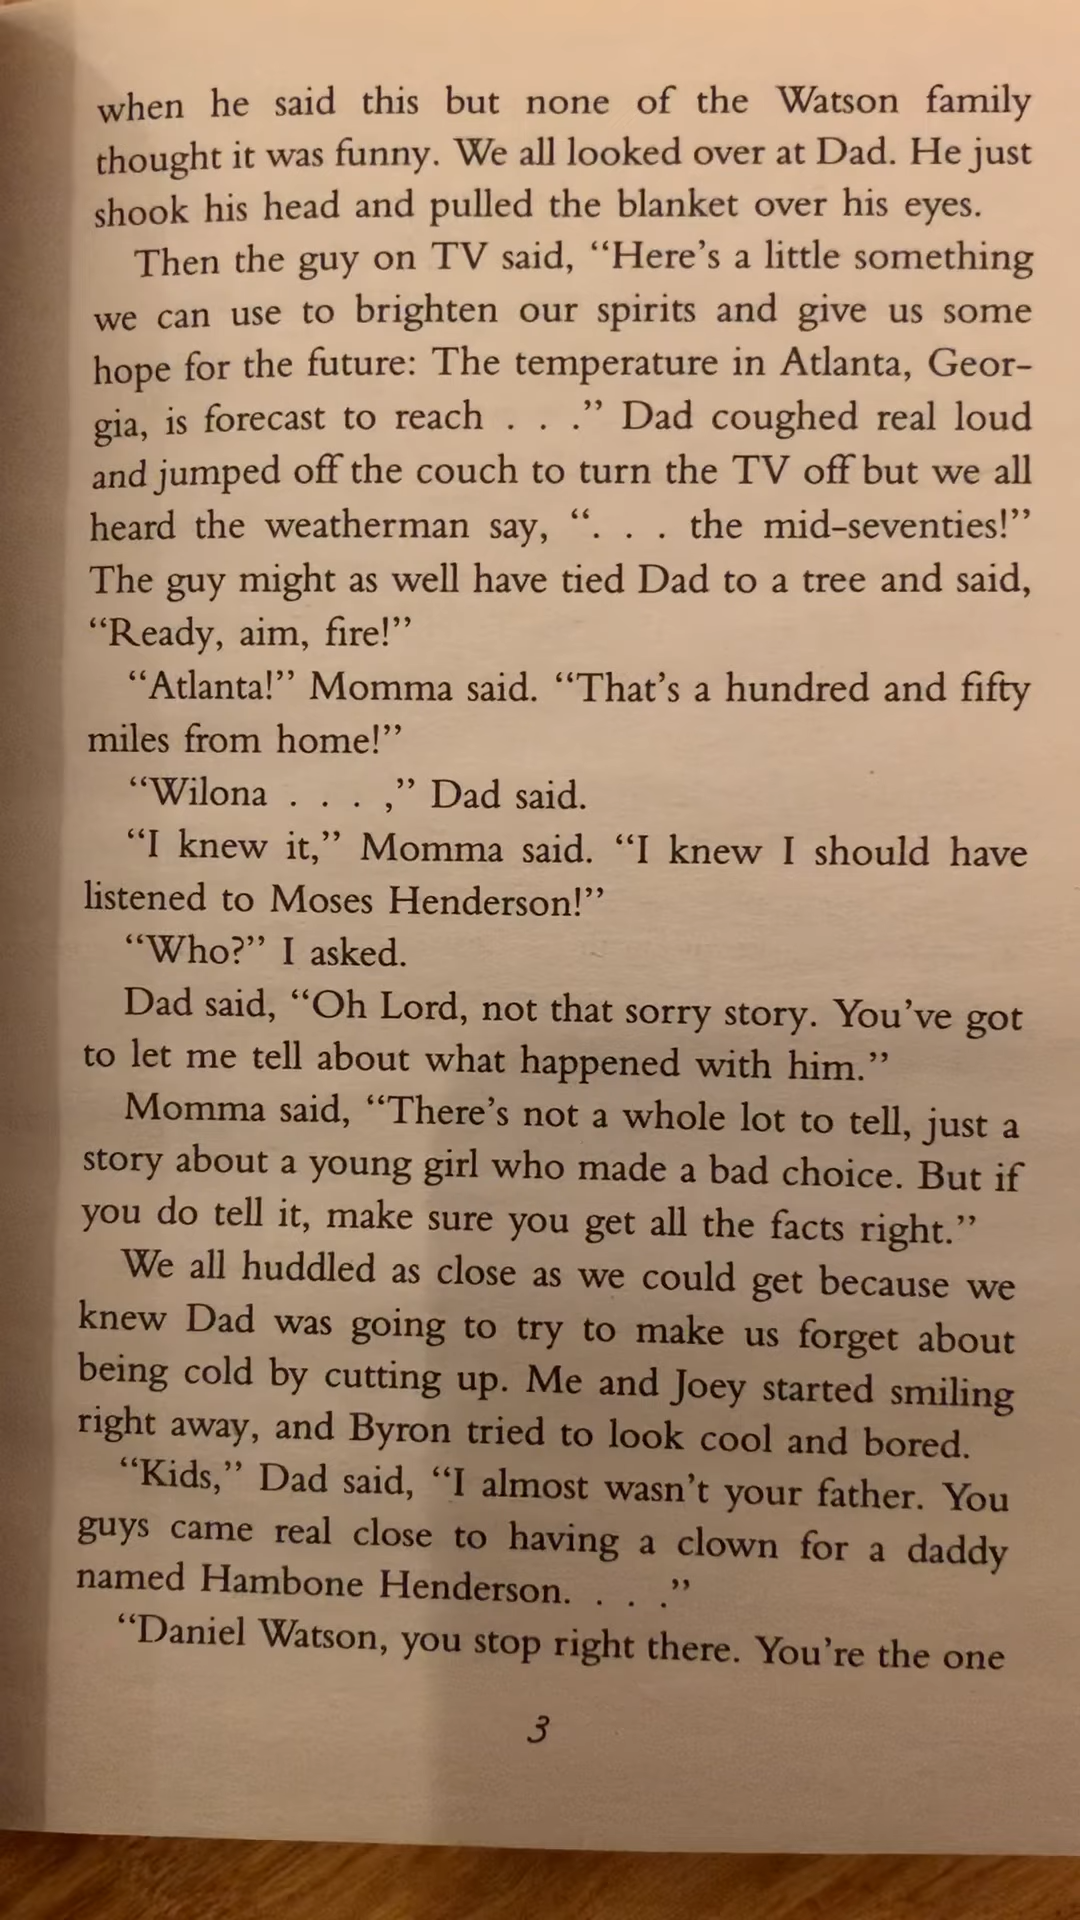 when he said this but none of the Watson family
thought it was funny. We all looked over at Dad. He just
shook his head and pulled the blanket over his eyes.
Then the guy on TV said, “Here’s a little something
we can use to brighten our spirits and give us some
hope for the future: The temperature in Atlanta, Geor-
gia, is forecast to reach . . .” Dad coughed real loud
and jumped off the couch to turn the TV off but we all
heard the weatherman say, “. . . the mid-seventies!”
The guy might as well have tied Dad to a tree and said,
“Ready, aim, fire!”
“Atlanta!” Momma said. “That’s a hundred and fifty
miles from home!”
“Wilona . . . ,” Dad said.
“I knew it,” Momma said. “I knew I should have
listened to Moses Henderson!”
“Who?” I asked.
Dad said, “Oh Lord, not that sorry story. You’ve got
to let me tell about what happened with him.”
Momma said, “There’s not a whole lot to tell, just a
story about a young girl who made a bad choice. But if
you do tell it, make sure you get all the facts right.”
We all huddled as close as we could get because we
knew Dad was going to try to make us forget about
being cold by cutting up. Me and Joey started smiling
right away, and Byron tried to look cool and bored.
“Kids,” Dad said, “I almost wasn’t your father. You
guys came real close to having a clown for a daddy
named Hambone Henderson. . . .”
“Daniel Watson, you stop right there. You’re the one
3